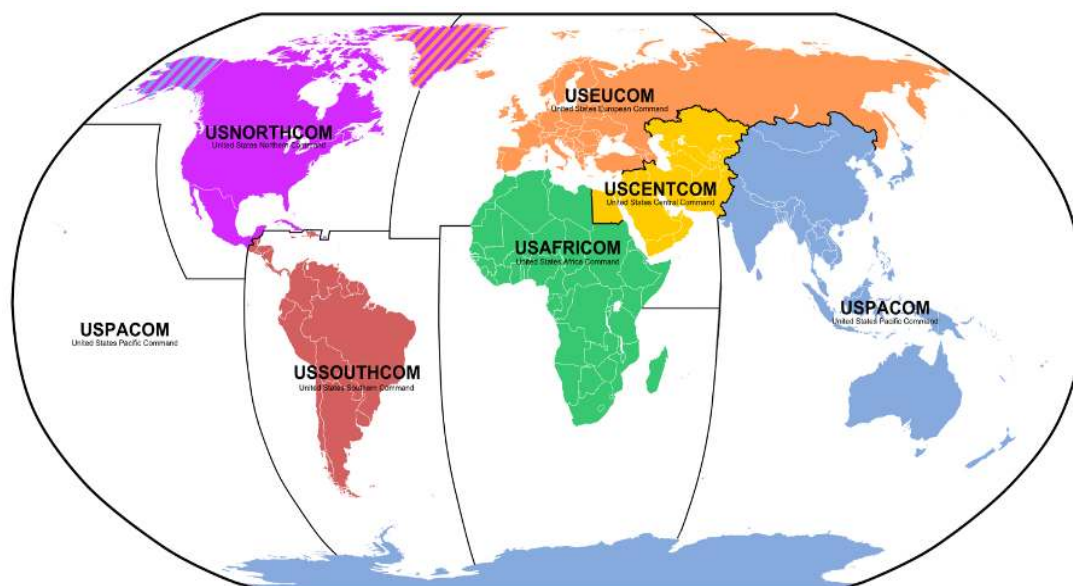 USEUCOM
United States European Command
USNORTHCOM
United States Northern Command
USCENTCOM
United States Central Command
USAFRICOM
United States Africa Command
USPACOM
United States Pacific Command
USPACOM
United States Pacific Command
USSOUTHCOM
United States Southern Command